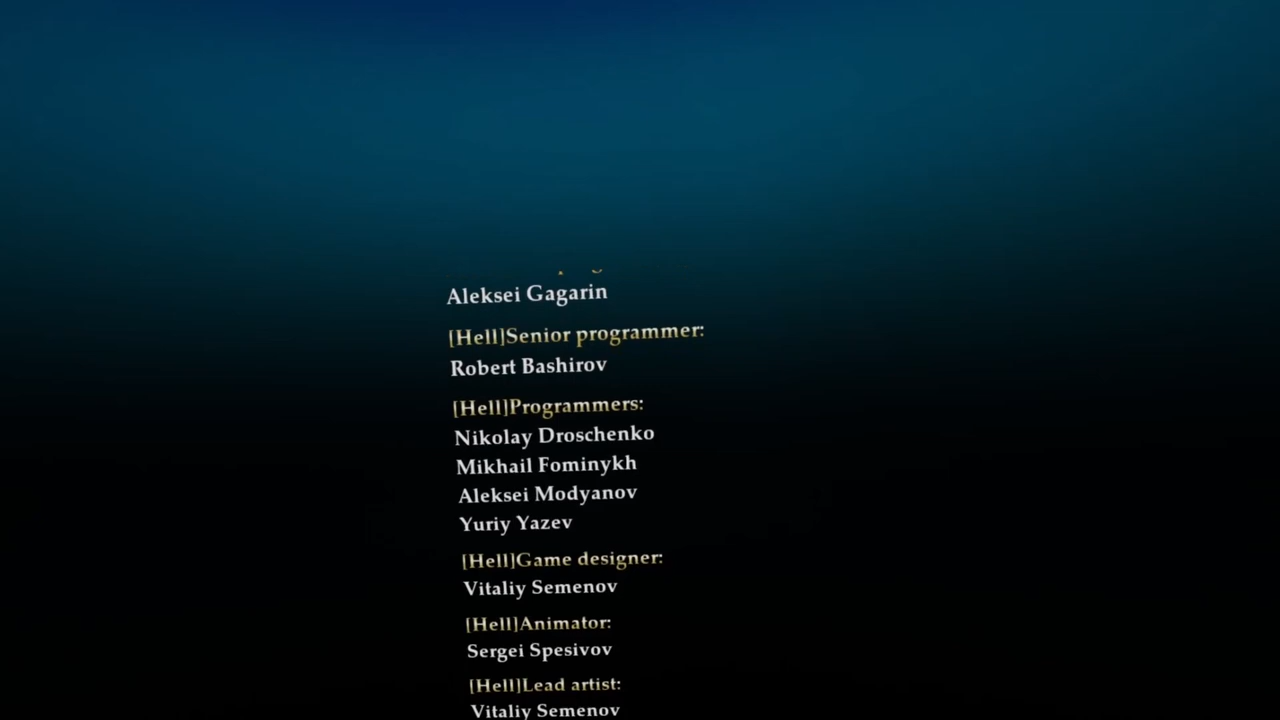 Aleksei Gagarin
[Hell]Senior programmer:
Robert Bashirov
[Hell]Programmers:
Nikolay Droschenko
Mikhail Fominykh
Aleksei Modyanov
Yuriy Yazev
[Hell]Game designer:
Vitaliy Semenov
[Hell]Animator:
Sergei Spesivov
[Hell]Lead artist:
Vitaliy Semenov